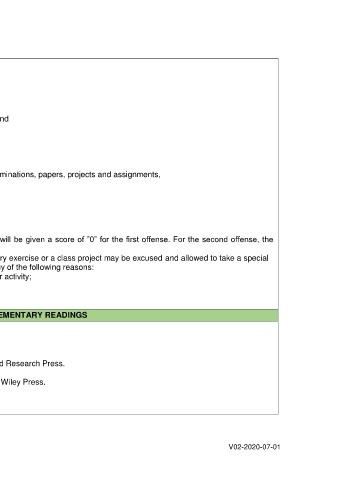 nd
minations, papers, projects and assignments,
will be given a score of "0" for the first offense. For the second offense, the
ry exercise or a class project may be excused and allowed to take a special
y of the following reasons:
r activity;
EMENTARY READINGS
d Research Press.
Wiley Press.
V02-2020-07-01